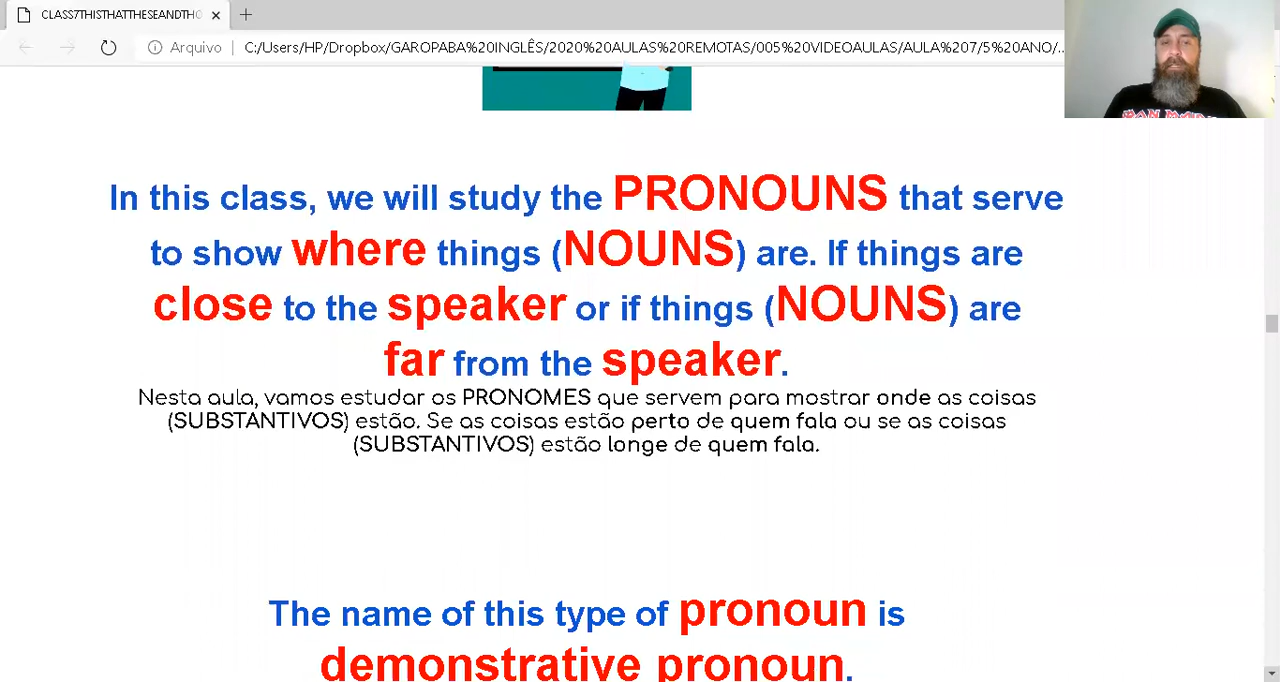 CLASS7THISTHATTHESEANDTHO
Arquivo
C:/Users/HP/Dropbox/GAROPABA%20INGLÊS/2020%20AULAS%20REMOTAS/005%20VIDEOAULAS/AULA%207/5%20ANO/...
IRON MAIDEN
In this class, we will study the PRONOUNS that serve
to show where things (NOUNS) are. If things are
close to the speaker or if things (NOUNS) are
far from the speaker.
Nesta aula, vamos estudar os PRONOMES que servem para mostrar onde as coisas
(SUBSTANTIVOS) estão. Se as coisas estão perto de quem fala ou se as coisas
(SUBSTANTIVOS) estão longe de quem fala.
The name of this type of pronoun is
demonstrative pronoun.